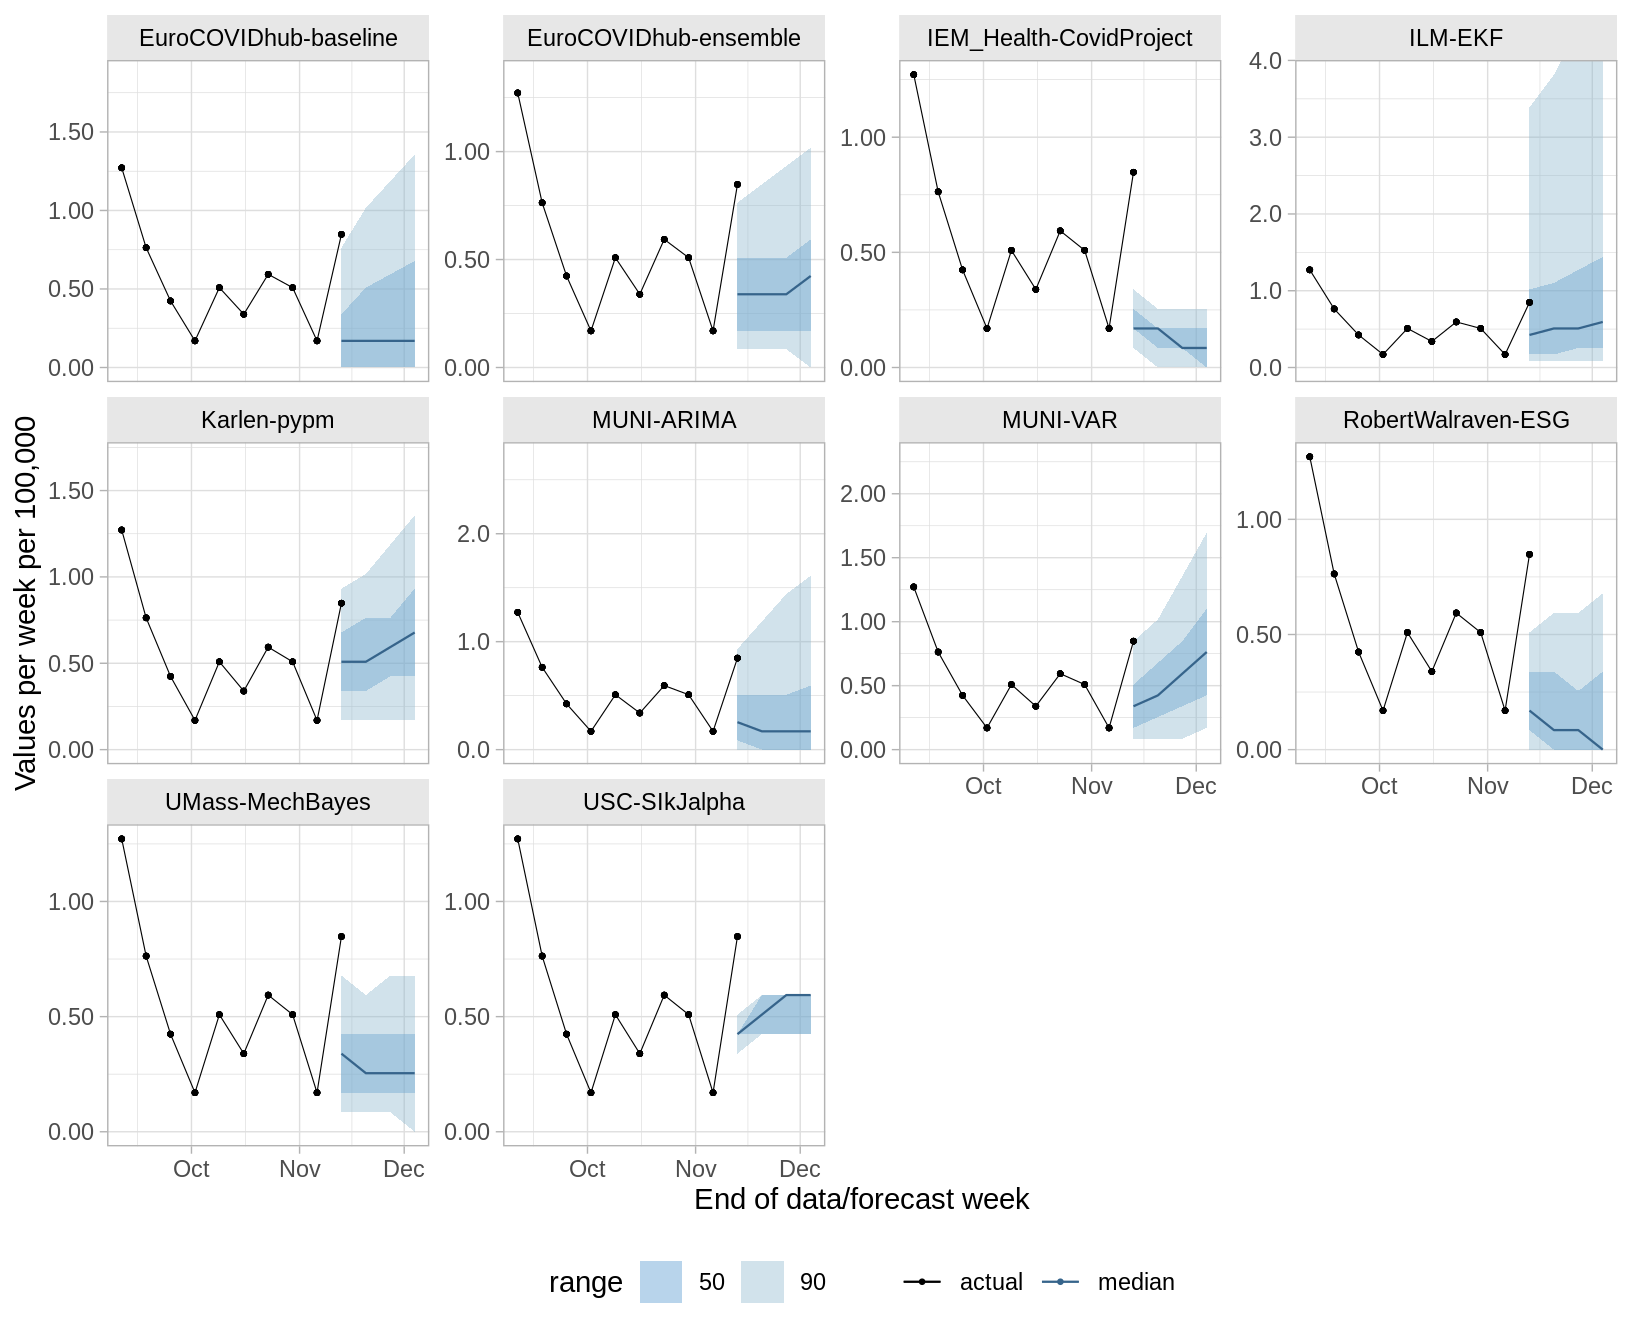 EuroCOVIDhub-baseline
EuroCOVIDhub-ensemble
IEM_Health-CovidProject
ILM-EKF
1.50
1.00
0.50
0.00
1.00
0.50
0.00
1.00
0.50
0.00
4.0
3.0
2.0
1.0
0.0
Karlen-pypm
MUNI-ARIMA
MUNI-VAR
RobertWalraven-ESG
1.50
1.00
0.50
0.00
2.0
1.0
0.0
2.00
1.50
1.00
0.50
0.00
1.00
0.50
0.00
Oct Nov Dec
Oct Nov Dec
UMass-MechBayes
USC-SIkJalpha
1.00
0.50
0.00
1.00
0.50
0.00
Oct Nov Dec
Oct Nov Dec
Values per week per 100,000
End of data/forecast week
range 50 90 actual median